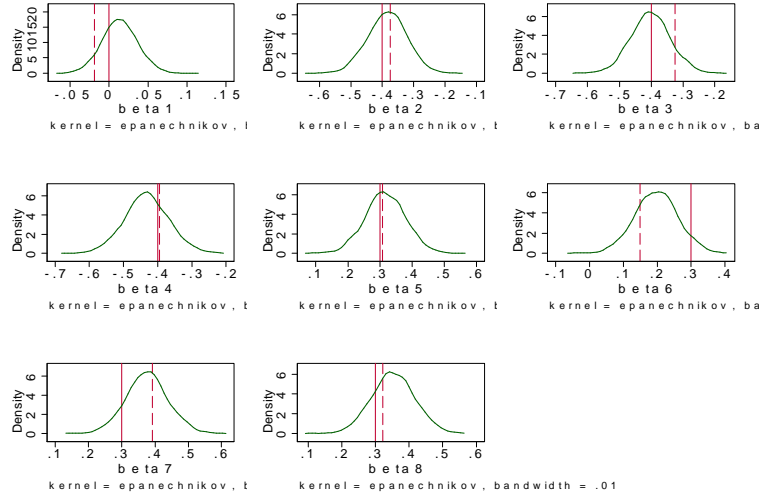 Density
0 5 10 15 20
-.05 0 .05 .1 .15
beta 1
kernel = epanechnikov, l
Density
0 2 4 6
-.6 -.5 -.4 -.3 -.2 -.1
beta 2
kernel = epanechnikov, b
Density
0 2 4 6
-.7 -.6 -.5 -.4 -.3 -.2
beta 3
kernel = epanechnikov, ba
Density
0 2 4 6
-.7 -.6 -.5 -.4 -.3 -.2
beta 4
kernel = epanechnikov, b
Density
0 2 4 6
.1 .2 .3 .4 .5 .6
beta 5
kernel = epanechnikov, b
Density
0 2 4 6
-.1 0 .1 .2 .3 .4
beta 6
kernel = epanechnikov, ba
Density
0 2 4 6
.1 .2 .3 .4 .5 .6
beta 7
kernel = epanechnikov, b
Density
0 2 4 6
.1 .2 .3 .4 .5 .6
beta 8
kernel = epanechnikov, bandwidth = .01